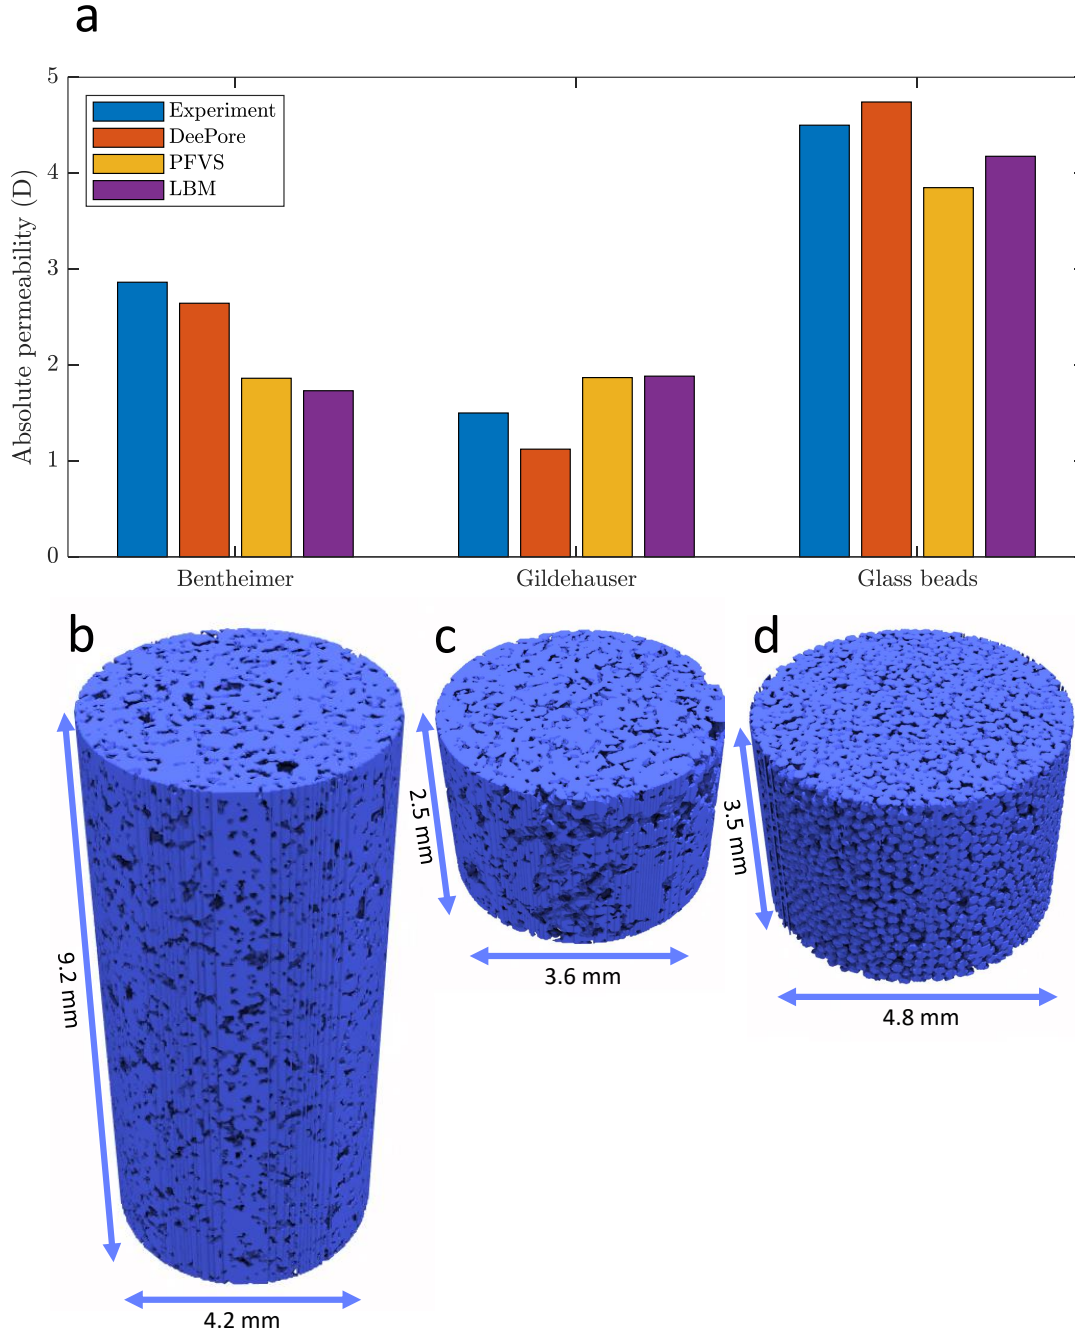 a
5
4
3
2
1
0
Absolute permeability (D)
Experiment
DeePore
PFVS
LBM
Bentheimer Gildehauser Glass beads
b c d
9.2 mm
4.2 mm
2.5 mm
3.6 mm
3.5 mm
4.8 mm